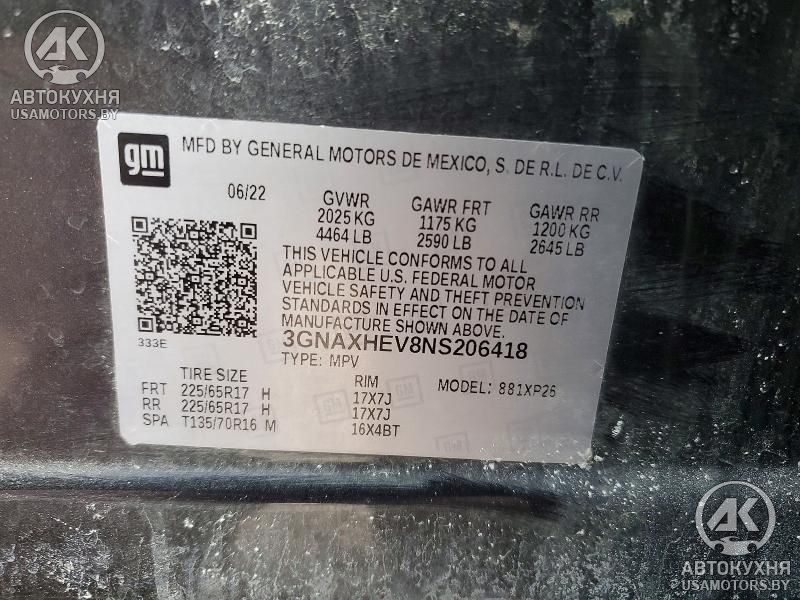 AK
АВТОКУХНЯ
USAMOTORS.BY
gm
MFD BY GENERAL MOTORS DE MEXICO, S. DE R.L. DE C.V.
06/22
GVWR GAWR FRT GAWR RR
2025 KG 1175 KG 1200 KG
4464 LB 2590 LB 2645 LB
THIS VEHICLE CONFORMS TO ALL
APPLICABLE U.S. FEDERAL MOTOR
VEHICLE SAFETY AND THEFT PREVENTION
STANDARDS IN EFFECT ON THE DATE OF
MANUFACTURE SHOWN ABOVE.
333E
3GNAXHEV8NS206418
TYPE: MPV
TIRE SIZE RIM MODEL: 881XP26
FRT 225/65R17 H 17X7J
RR 225/65R17 H 17X7J
SPA T135/70R16 M 16X4BT
AK
АВТОКУХНЯ
USAMOTORS.BY